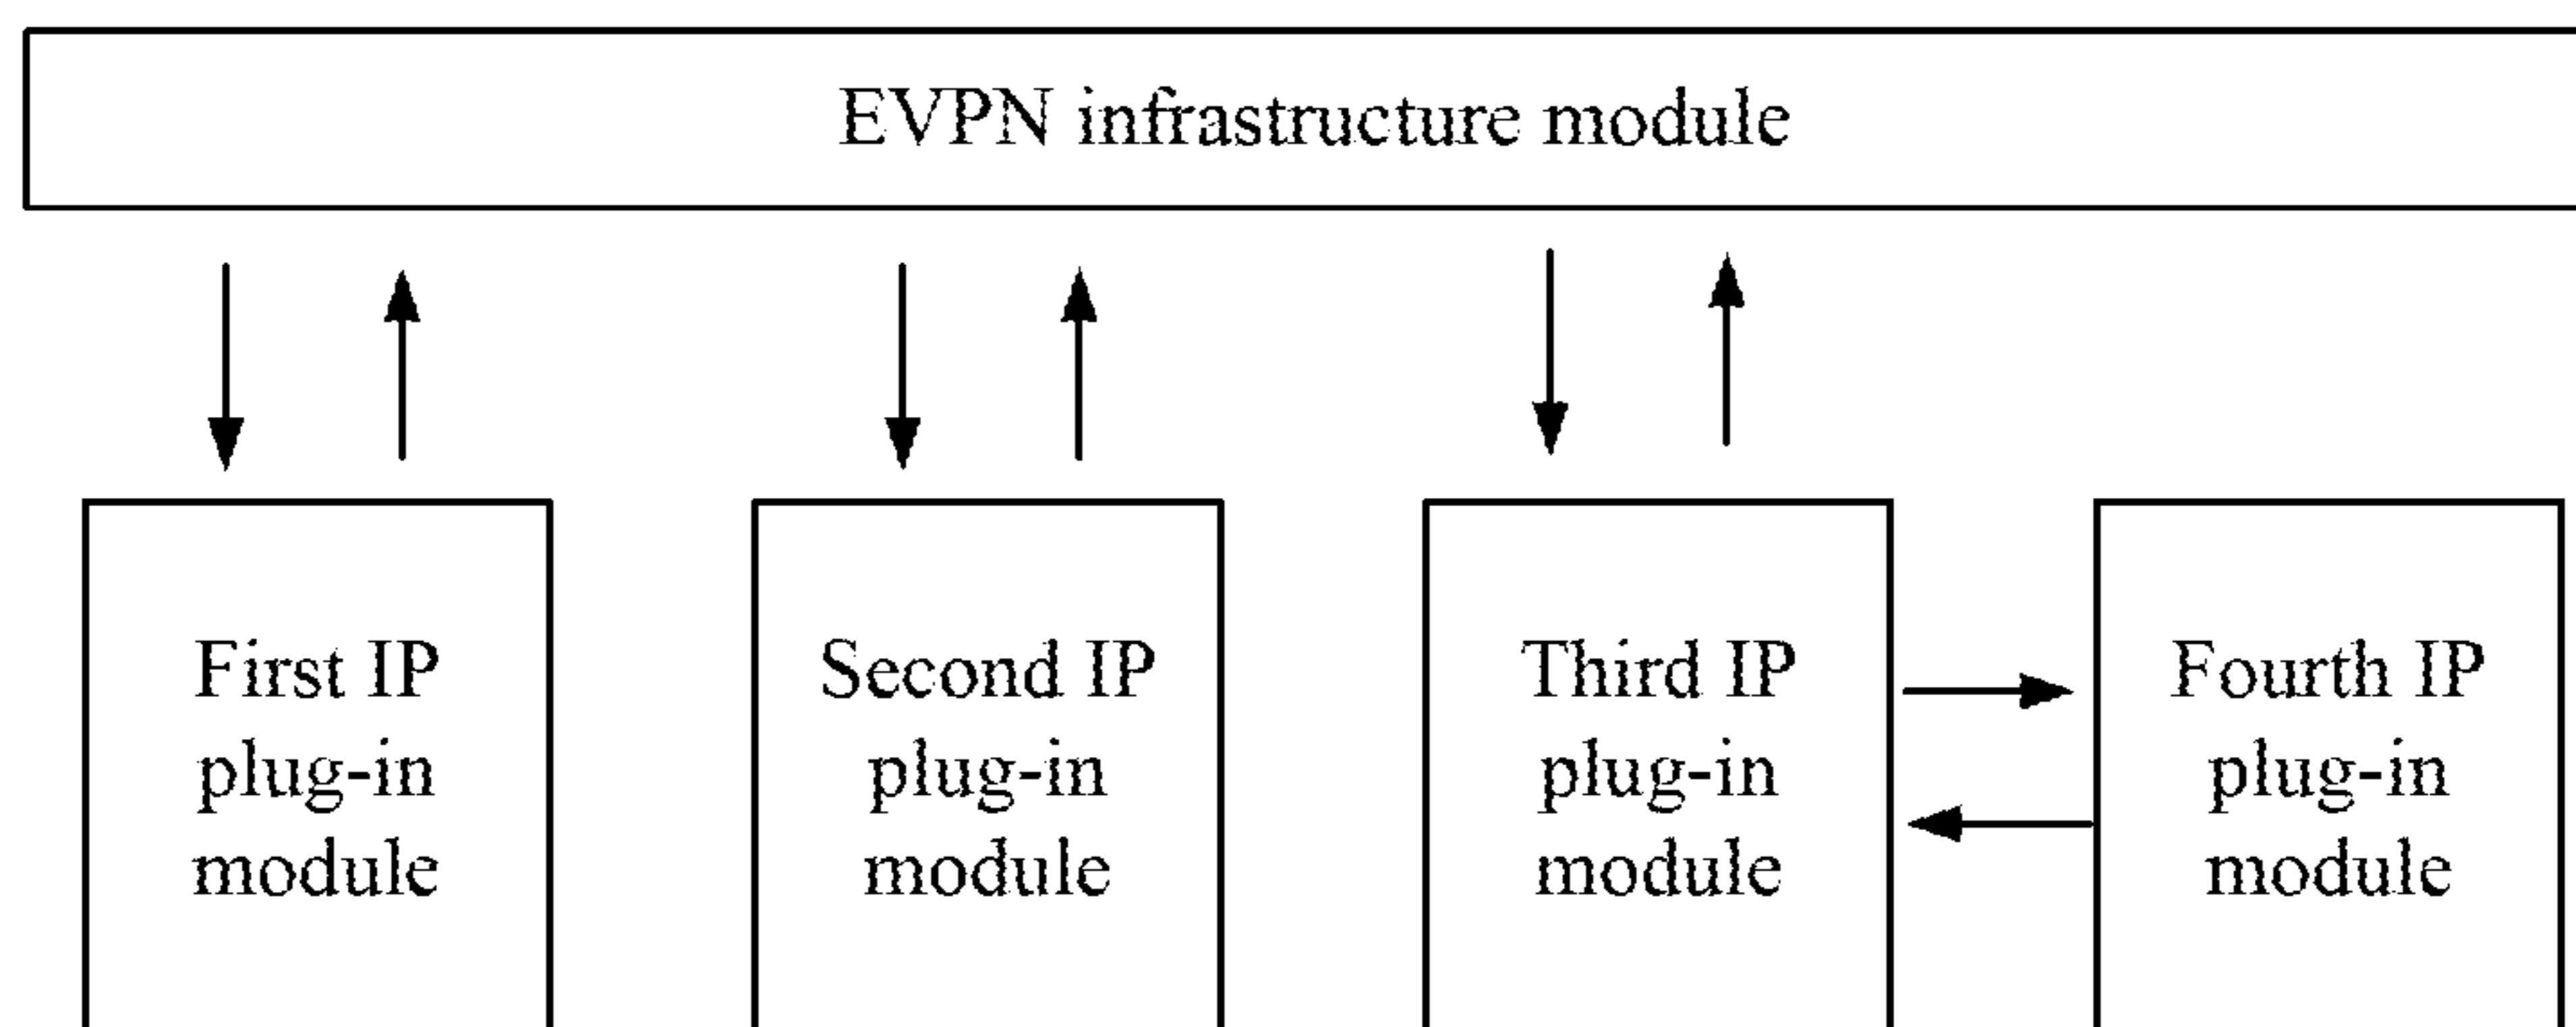 EVPN infrastructure module
First IP
plug-in
module
Second IP
plug-in
module
Third IP
plug-in
module
Fourth IP
plug-in
module